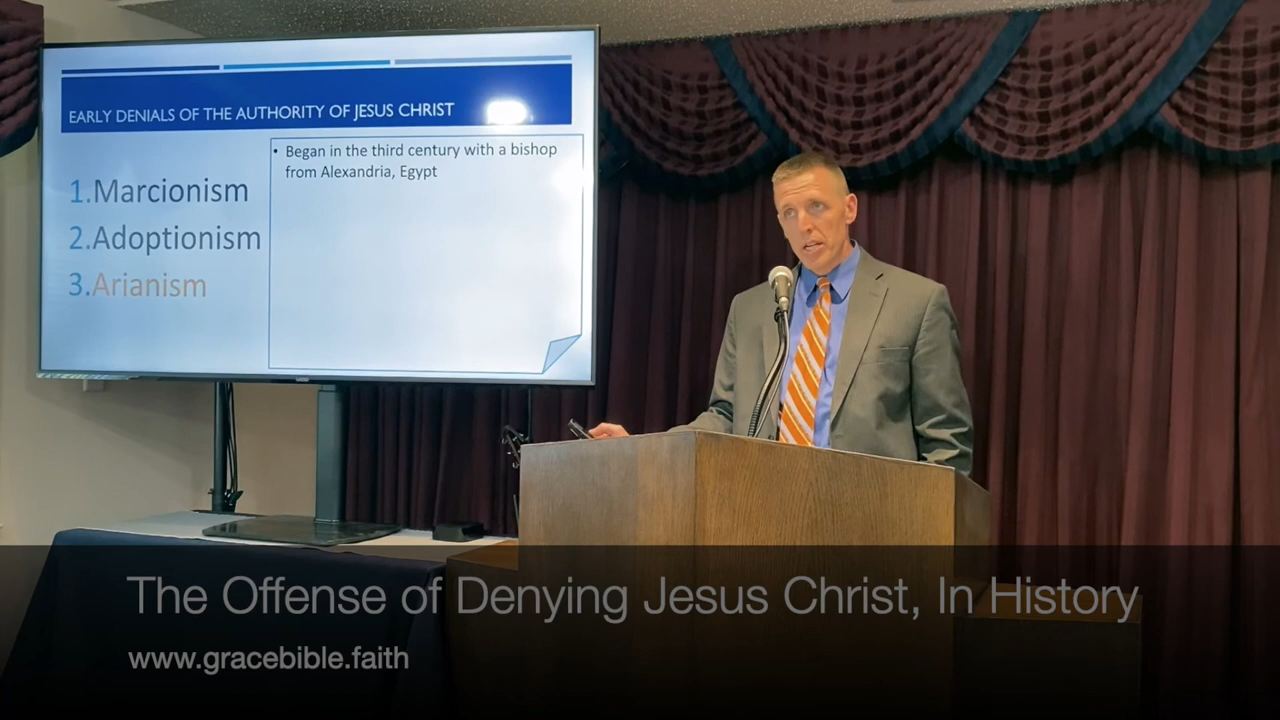 EARLY DENIALS OF THE AUTHORITY OF JESUS CHRIST
1.Marcionism
2.Adoptionism
3.Arianism
• Began in the third century with a bishop
from Alexandria, Egypt
The Offense of Denying Jesus Christ, In History
www.gracebible.faith